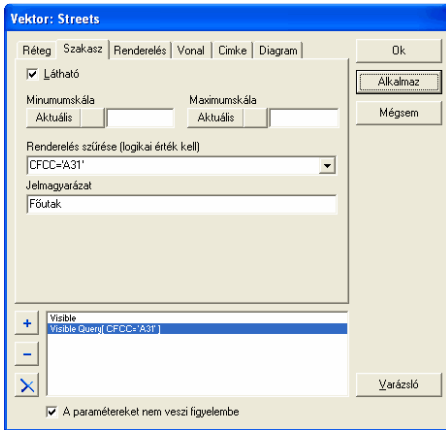 Vektor: Streets
Réteg Szakasz Renderelés Vonal Cimke Diagram
Ok
Látható
Alkalmaz
Minumumskála Maximumskála
Mégsem
Aktuális Aktuális
Renderelés szűrése (logikai érték kell)
CFCC='A31'
Jelmagyarázat
Főutak
Visible
Visible Query[ CFCC='A31' ]
Varázsló
A paramétereket nem veszi figyelembe